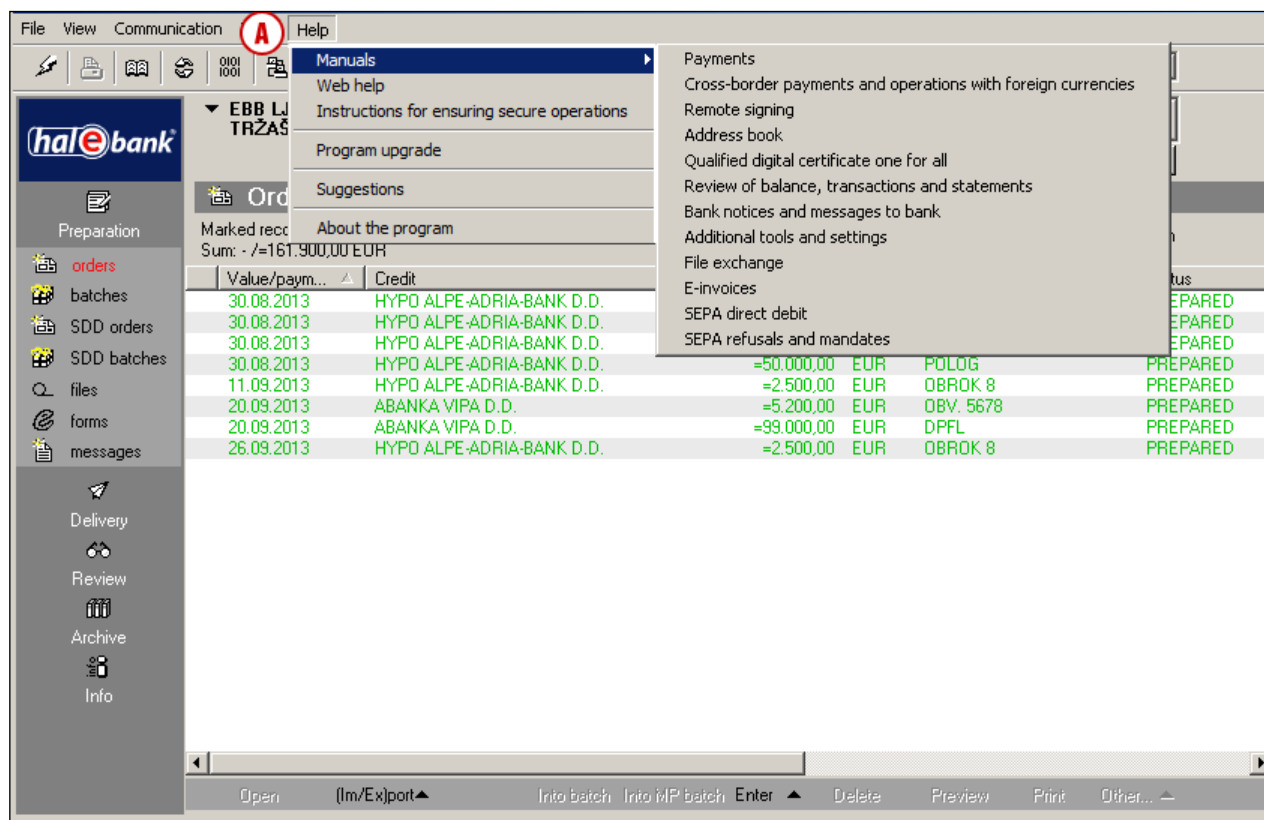 File View Communication Help
A
Manuals
Web help
Instructions for ensuring secure operations
Program upgrade
Suggestions
About the program
Payments
Cross-border payments and operations with foreign currencies
Remote signing
Address book
Qualified digital certificate one for all
Review of balance, transactions and statements
Bank notices and messages to bank
Additional tools and settings
File exchange
E-invoices
SEPA direct debit
SEPA refusals and mandates
halebank
EBB LJ
TRŽAŠ
Ord
Marked reco
Sum: - /=161.900,00 EUR
Preparation
orders
batches
SDD orders
SDD batches
files
forms
messages
Delivery
Review
Archive
Info
Value/paym... Credit tus
30.08.2013 HYPO ALPE-ADRIA-BANK D.D. EPARED
30.08.2013 HYPO ALPE-ADRIA-BANK D.D. EPARED
30.08.2013 HYPO ALPE-ADRIA-BANK D.D. EPARED
30.08.2013 HYPO ALPE-ADRIA-BANK D.D. =50.000,00 EUR POLOG PREPARED
11.09.2013 HYPO ALPE-ADRIA-BANK D.D. =2.500,00 EUR OBROK 8 PREPARED
20.09.2013 ABANKA VIPA D.D. =5.200,00 EUR OBV. 5678 PREPARED
20.09.2013 ABANKA VIPA D.D. =99.000,00 EUR DPFL PREPARED
26.09.2013 HYPO ALPE-ADRIA-BANK D.D. =2.500,00 EUR OBROK 8 PREPARED
Open (Im/Ex)port Into batch Into MP batch Enter Delete Preview Print Other...